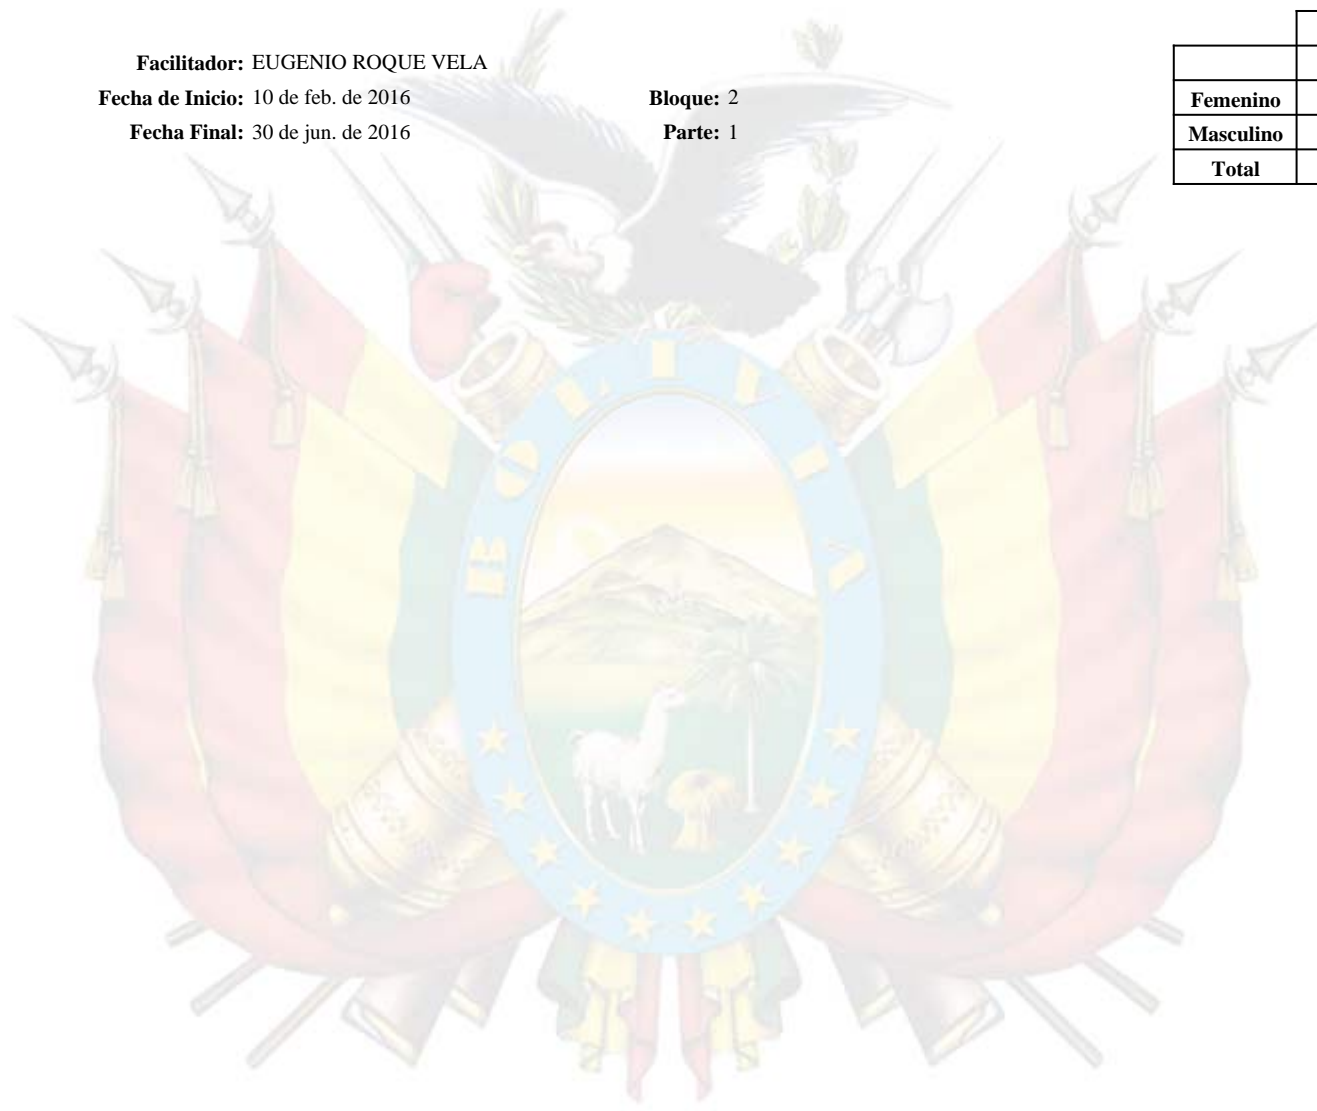 Facilitador: EUGENIO ROQUE VELA
Fecha de Inicio: 10 de feb. de 2016 Bloque: 2
Fecha Final: 30 de jun. de 2016 Parte: 1
Femenino
Masculino
Total
BOLIVIA